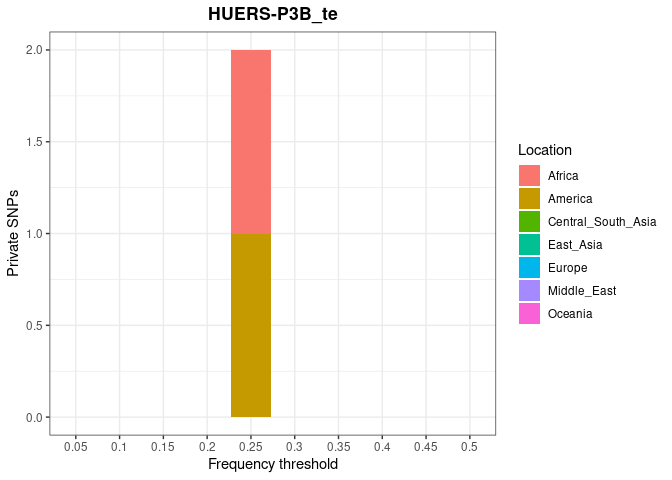 HUERS-P3B_te
Private SNPs
2.0
1.5
1.0
0.5
0.0
0.05 0.1 0.15 0.2 0.25 0.3 0.35 0.4 0.45 0.5
Frequency threshold
Location
Africa
America
Central_South_Asia
East_Asia
Europe
Middle_East
Oceania